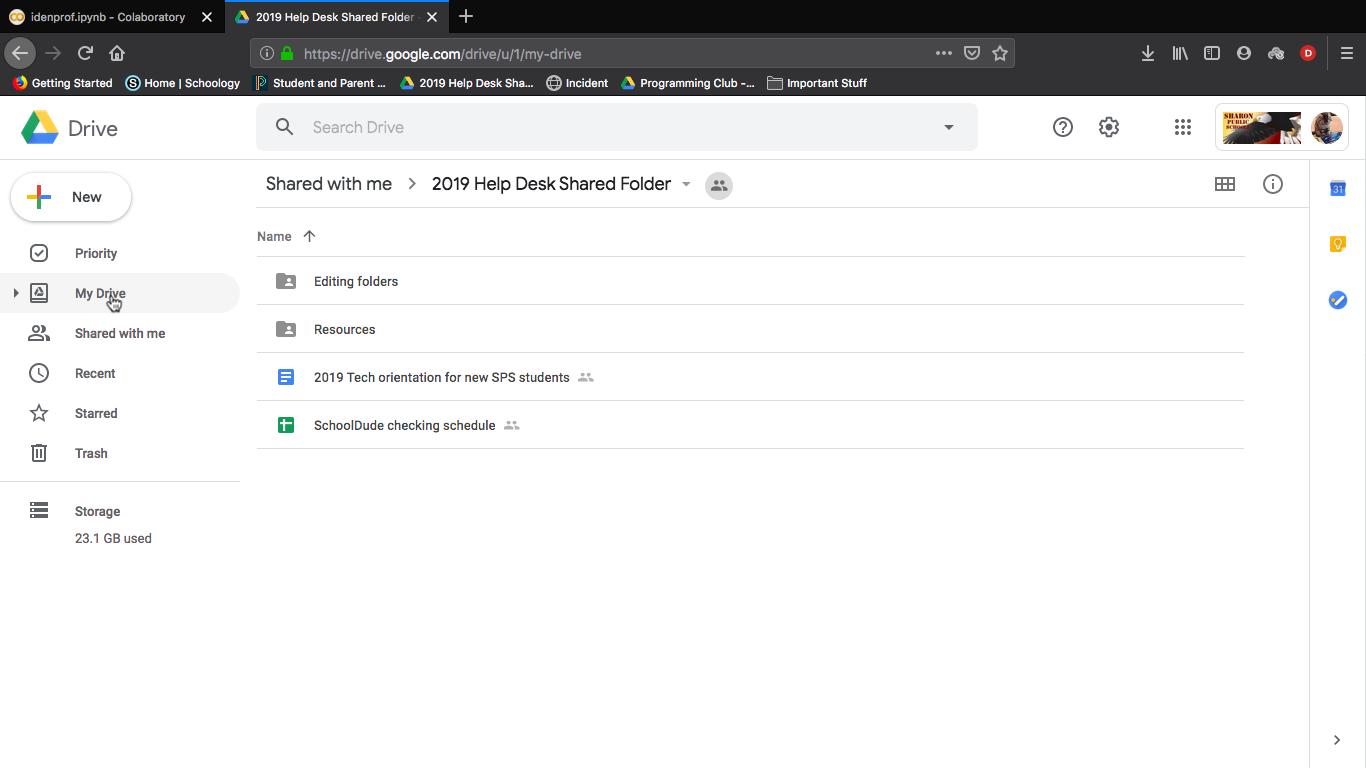 idenprof.ipynb - Colaboratory
2019 Help Desk Shared Folder -
https://drive.google.com/drive/u/1/my-drive
D
Getting Started
S Home | Schoology
Student and Parent ...
2019 Help Desk Sha...
Incident
Programming Club -...
Important Stuff
Drive
Search Drive
SHARON
PUBLIC
SCHOOLS
New
Shared with me > 2019 Help Desk Shared Folder
31
Name
Priority
My Drive
Shared with me
Recent
Starred
Trash
Storage
23.1 GB used
Editing folders
Resources
2019 Tech orientation for new SPS students
SchoolDude checking schedule